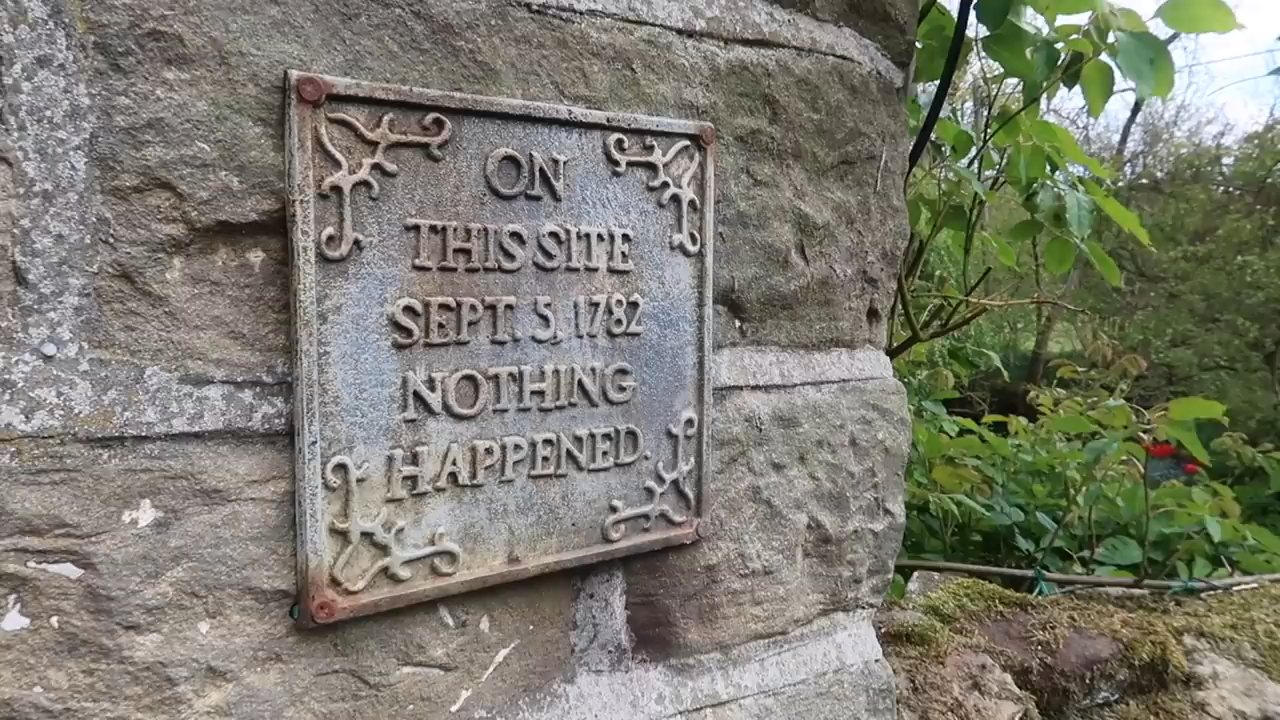 ON
THIS SITE
SEPT. 5, 1782
NOTHING
HAPPENED.